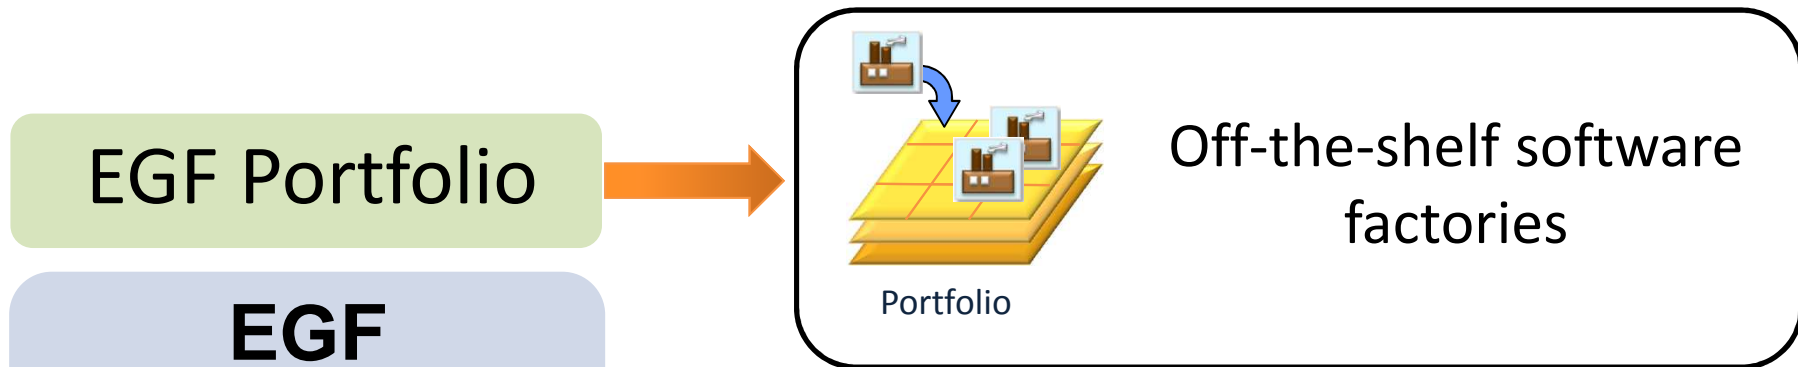 EGF Portfolio
EGF
Portfolio
Off-the-shelf software
factories